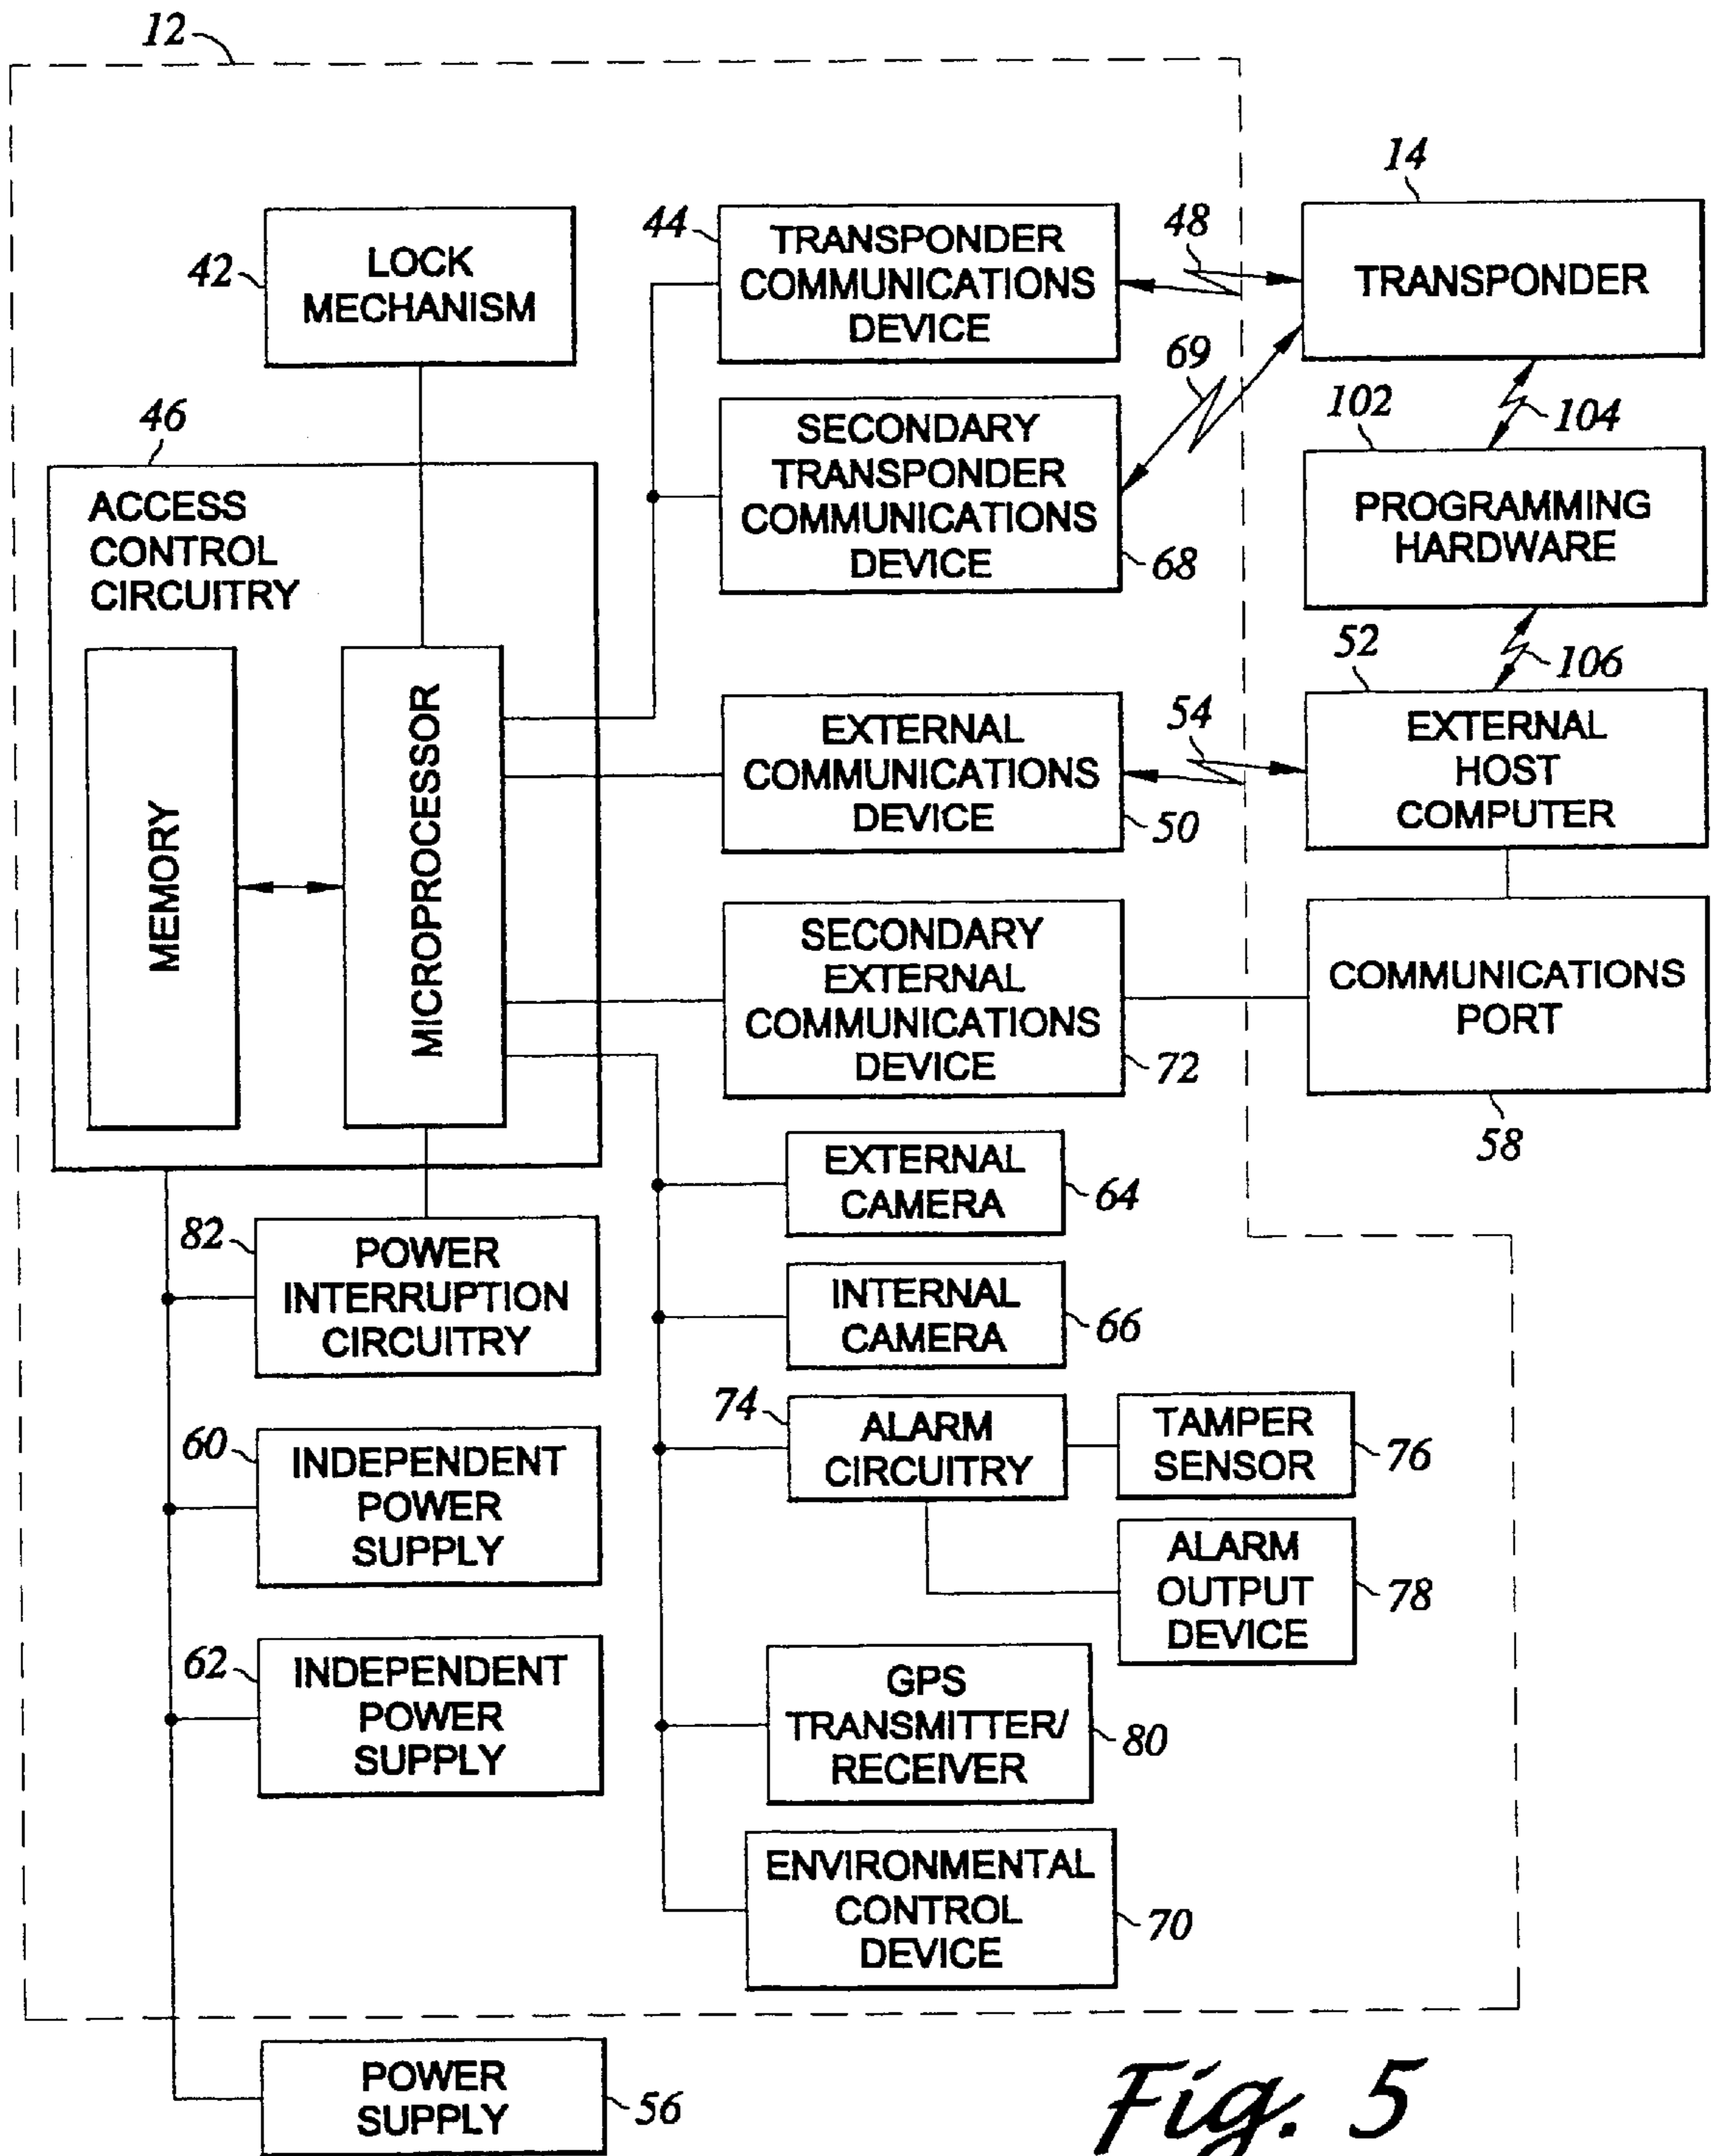 12
14
42
LOCK
MECHANISM
44
TRANSPONDER
COMMUNICATIONS
DEVICE
48
TRANSPONDER
69
46
SECONDARY
TRANSPONDER
COMMUNICATIONS
DEVICE
68
102
104
PROGRAMMING
HARDWARE
ACCESS
CONTROL
CIRCUITRY
MEMORY
MICROPROCESSOR
52
106
EXTERNAL
COMMUNICATIONS
DEVICE
50
54
EXTERNAL
HOST
COMPUTER
SECONDARY
EXTERNAL
COMMUNICATIONS
DEVICE
72
COMMUNICATIONS
PORT
58
EXTERNAL
CAMERA
64
82
POWER
INTERRUPTION
CIRCUITRY
INTERNAL
CAMERA
66
74
ALARM
CIRCUITRY
TAMPER
SENSOR
76
60
INDEPENDENT
POWER
SUPPLY
ALARM
OUTPUT
DEVICE
78
62
INDEPENDENT
POWER
SUPPLY
GPS
TRANSMITTER/
RECEIVER
80
ENVIRONMENTAL
CONTROL
DEVICE
70
POWER
SUPPLY
56
Fig. 5